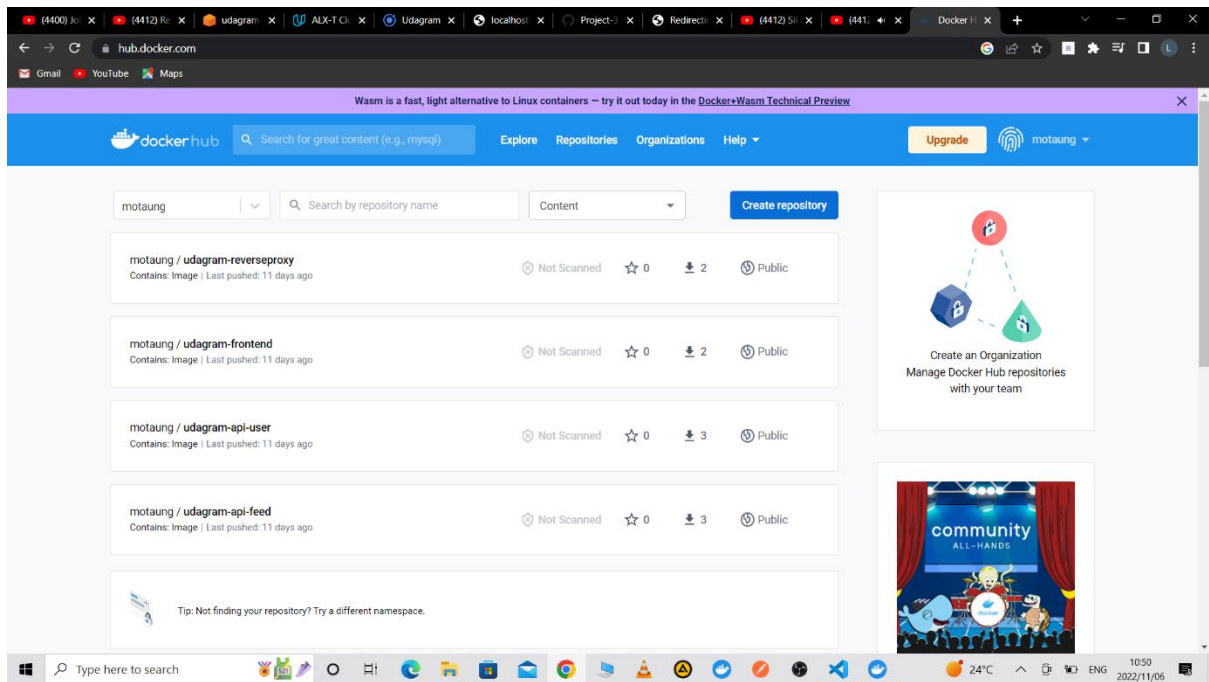 (4400) Jol
(4412) Re
udagram
ALX-T Clo
Udagram
localhost
Project-3
Redirectin
(4412) Sil
(4412
Docker H
hub.docker.com
Gmail
YouTube
Maps
L
Wasm is a fast, light alternative to Linux containers — try it out today in the Docker+Wasm Technical Preview
dockerhub
Search for great content (e.g., mysql)
Explore
Repositories
Organizations
Help
Upgrade
motaung
motaung
Search by repository name
Content
Create repository
motaung / udagram-reverseproxy
Contains: Image | Last pushed: 11 days ago
Not Scanned
0
2
Public
motaung / udagram-frontend
Contains: Image | Last pushed: 11 days ago
Not Scanned
0
2
Public
motaung / udagram-api-user
Contains: Image | Last pushed: 11 days ago
Not Scanned
0
3
Public
motaung / udagram-api-feed
Contains: Image | Last pushed: 11 days ago
Not Scanned
0
3
Public
Tip: Not finding your repository? Try a different namespace.
Create an Organization
Manage Docker Hub repositories
with your team
community
ALL-HANDS
docker
Type here to search
24°C
ENG
10:50
2022/11/06